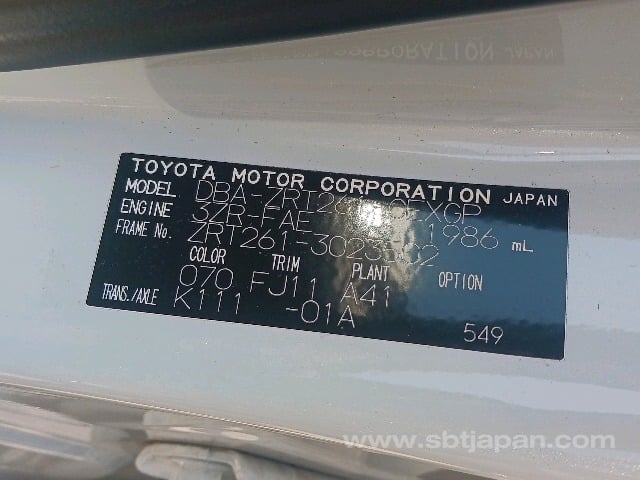 TOYOTA MOTOR CORPORATION JAPAN
MODEL
ENGINE 3ZR-FAE 1986 mL
FRAME No.
COLOR TRIM PLANT OPTION
070 FJ11 A41
TRANS./AXLE K111 -01A 549
www.sbtjapan.com